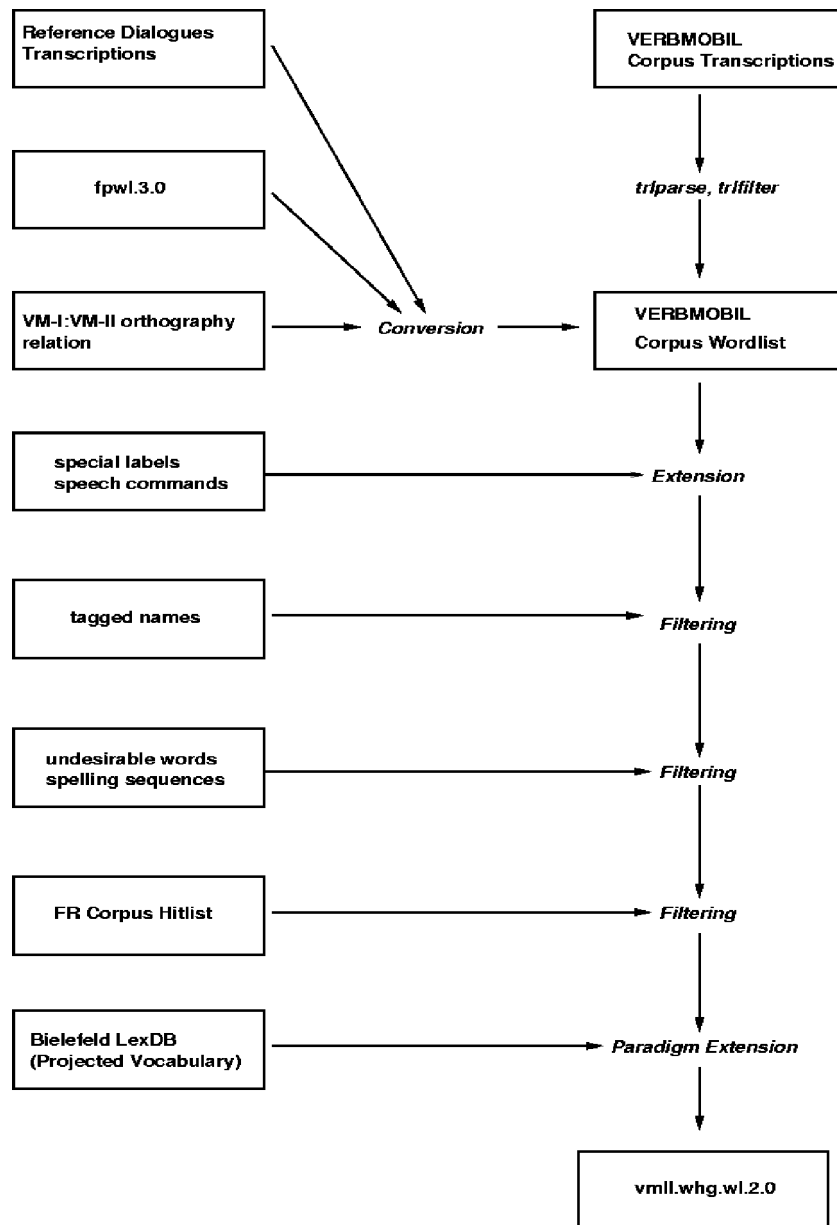 Reference Dialogues
Transcriptions
VERBMOBIL
Corpus Transcriptions
fpwl.3.0
trlparse, trlfilter
VM-I:VM-II orthography
relation
Conversion
VERBMOBIL
Corpus Wordlist
special labels
speech commands
Extension
tagged names
Filtering
undesirable words
spelling sequences
Filtering
FR Corpus Hitlist
Filtering
Bielefeld LexDB
(Projected Vocabulary)
Paradigm Extension
vmII.whg.wl.2.0